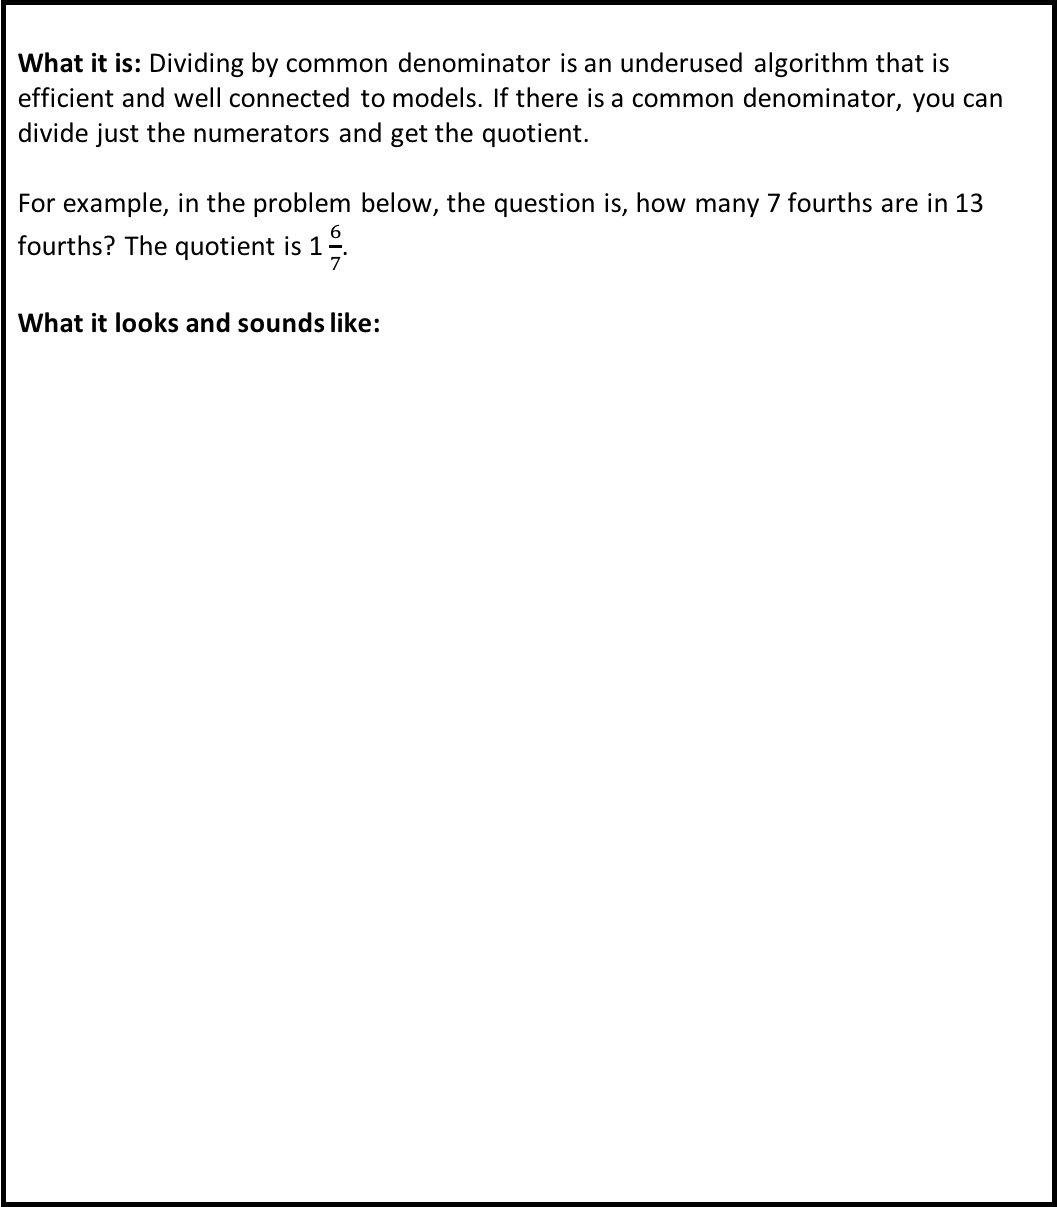 What it is: Dividing by common denominator is an underused algorithm that is
efficient and well connected to models. If there is a common denominator, you can
divide just the numerators and get the quotient.
For example, in the problem below, the question is, how many 7 fourths are in 13
fourths? The quotient is 1 6/7.
What it looks and sounds like: